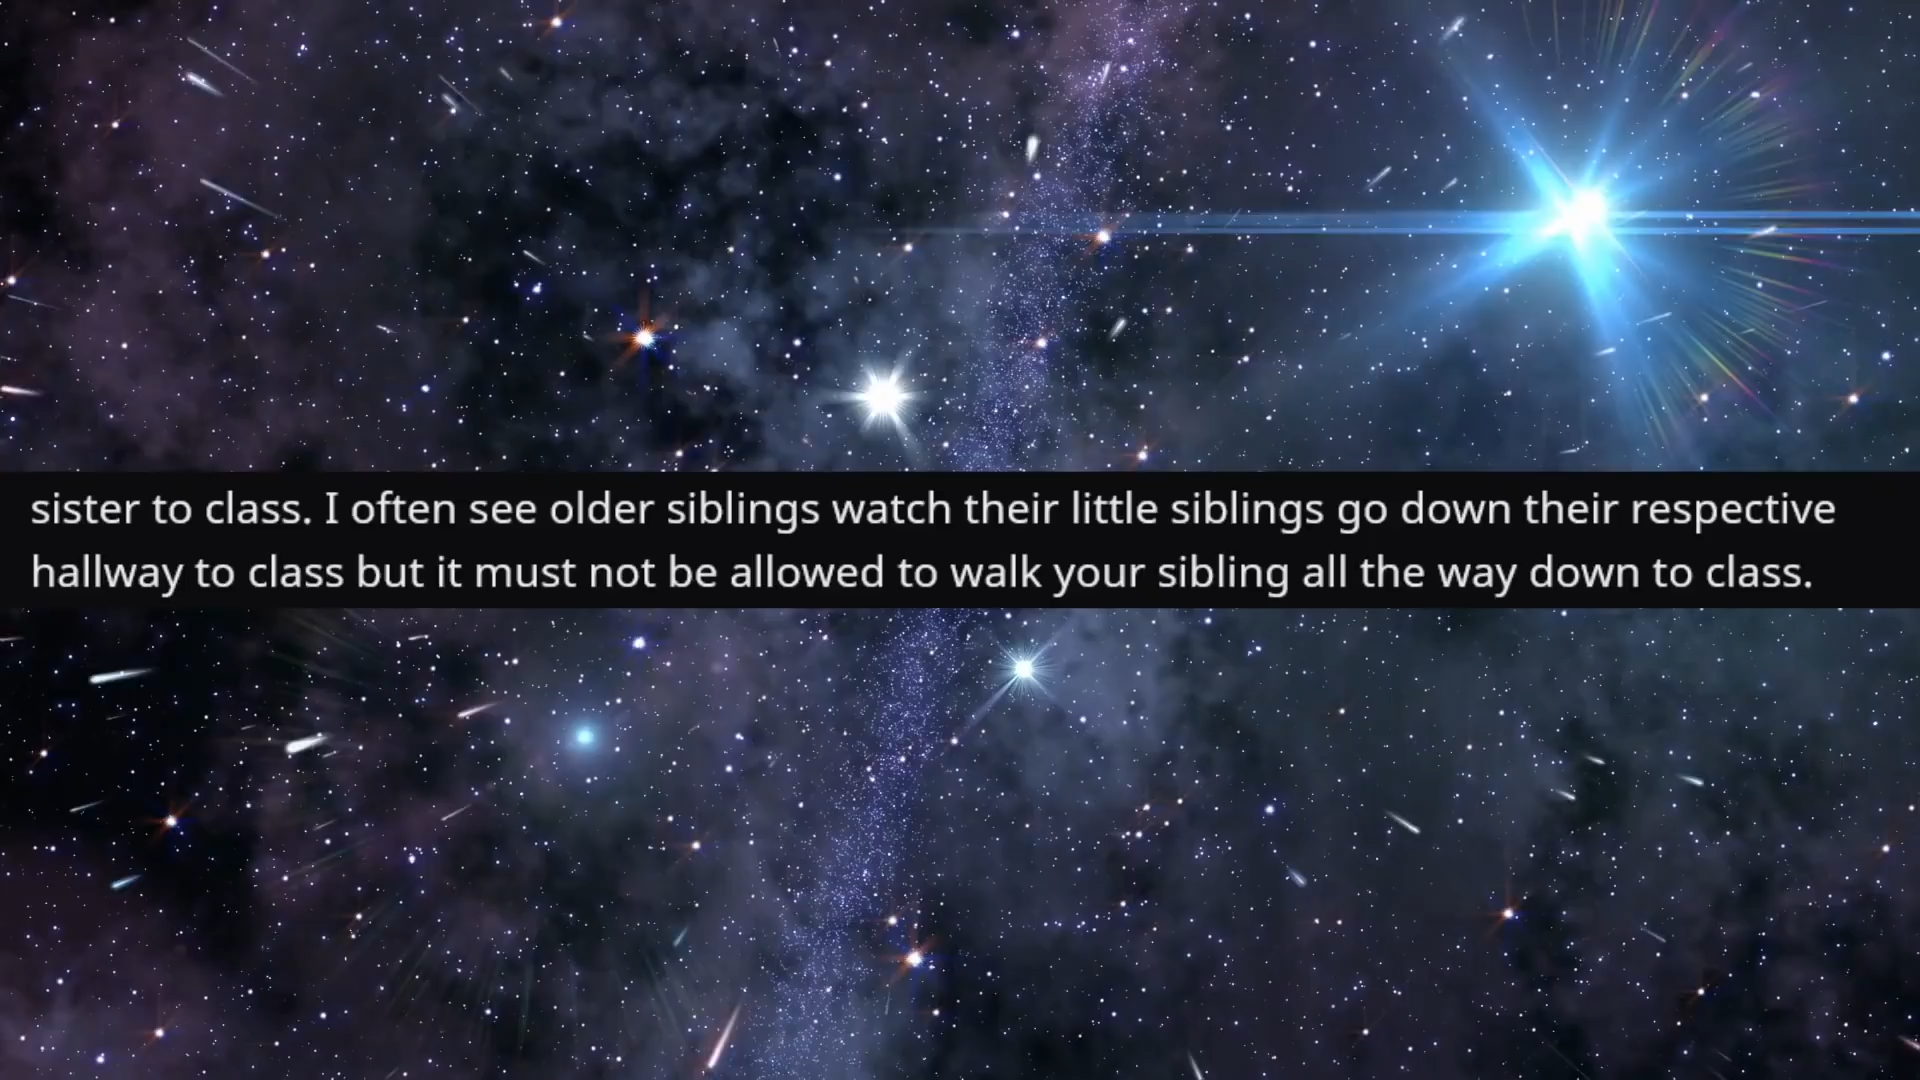 sister to class. I often see older siblings watch their little siblings go down their respective
hallway to class but it must not be allowed to walk your sibling all the way down to class.